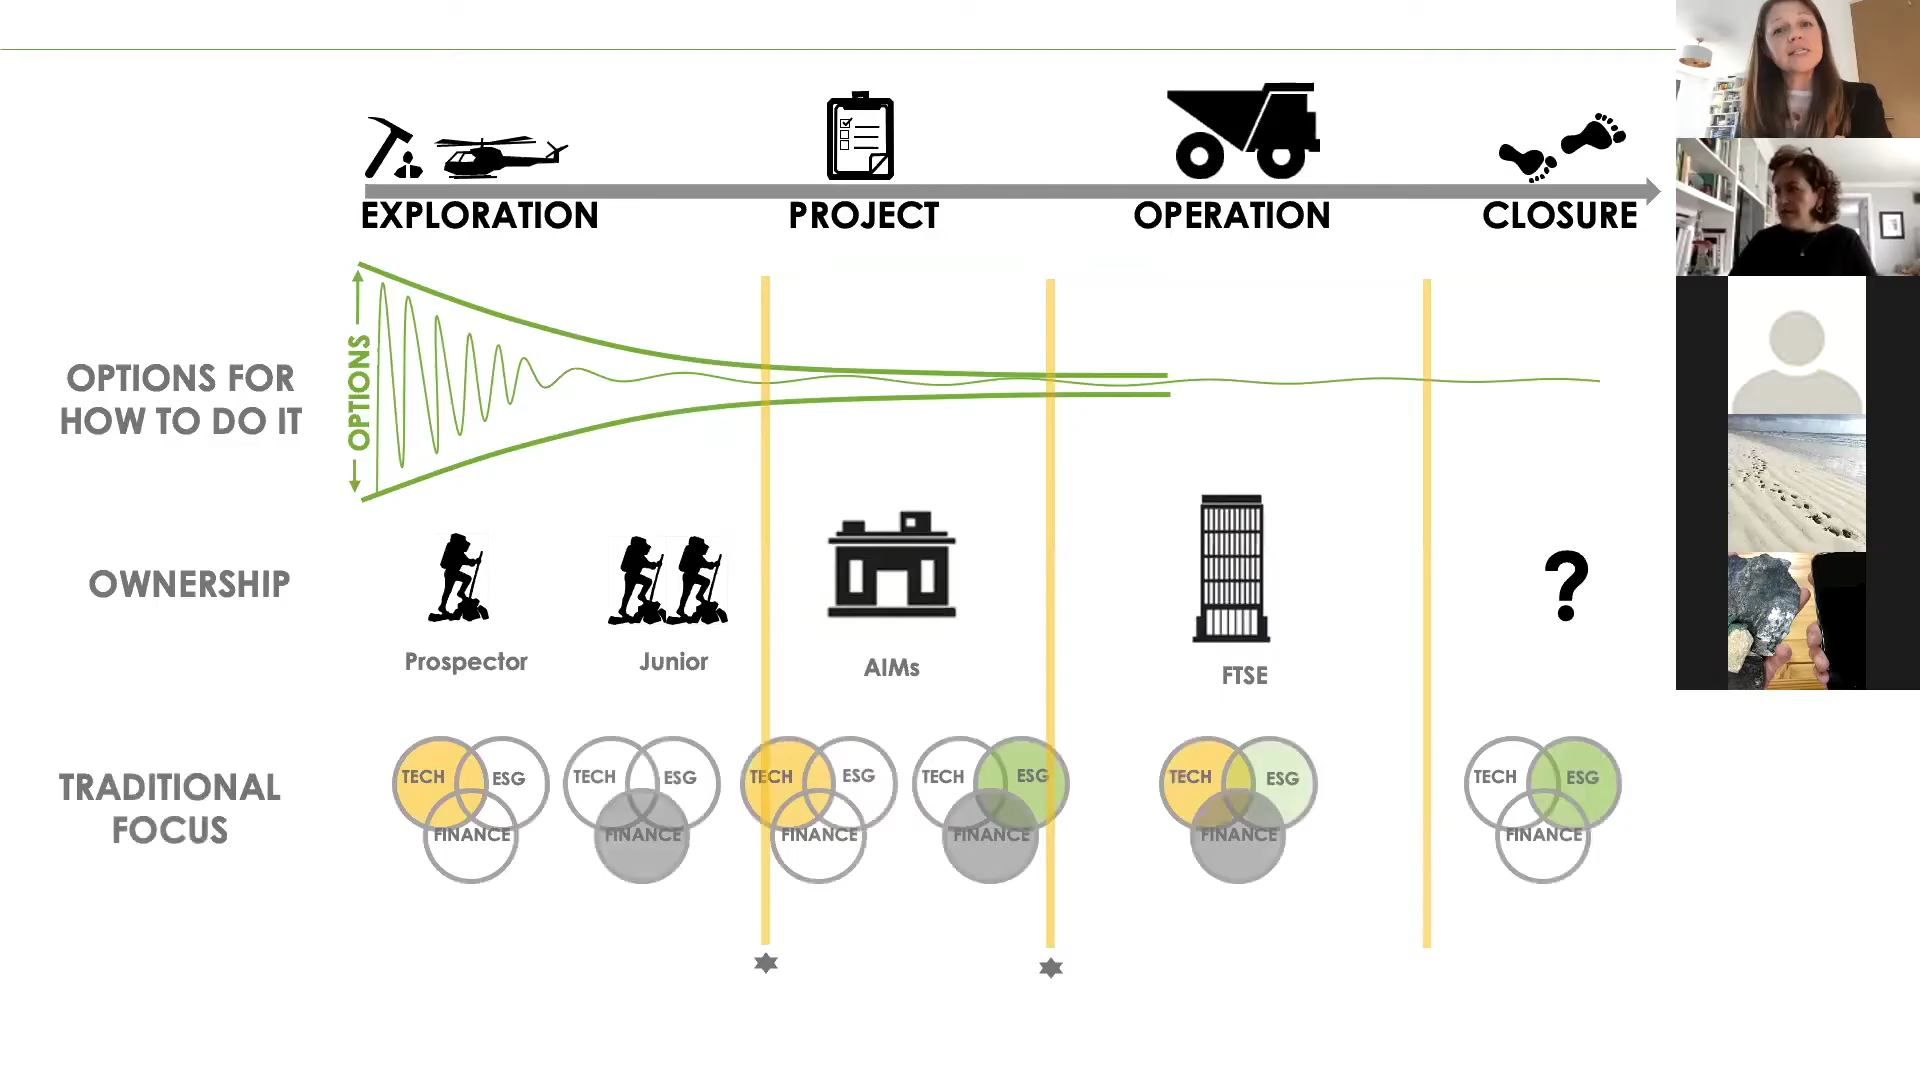 EXPLORATION
PROJECT
OPERATION
CLOSURE
OPTIONS FOR
HOW TO DO IT
OPTIONS
OWNERSHIP
Prospector
Junior
AIMs
?
FTSE
TRADITIONAL
FOCUS
TECH ESG
FINANCE
TECH ESG
FINANCE
TECH ESG
FINANCE
TECH ESG
FINANCE
TECH ESG
FINANCE
TECH ESG
FINANCE